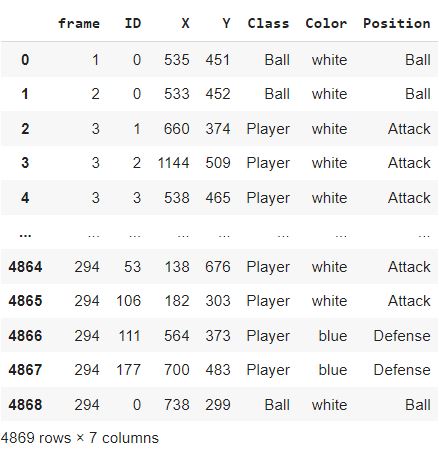 frame ID X Y Class Color Position
0 1 0 535 451 Ball white Ball
1 2 0 533 452 Ball white Ball
2 3 1 660 374 Player white Attack
3 3 2 1144 509 Player white Attack
4 3 3 538 465 Player white Attack
... ... ... ... ... ... ... ...
4864 294 53 138 676 Player white Attack
4865 294 106 182 303 Player white Attack
4866 294 111 564 373 Player blue Defense
4867 294 177 700 483 Player blue Defense
4868 294 0 738 299 Ball white Ball
4869 rows × 7 columns